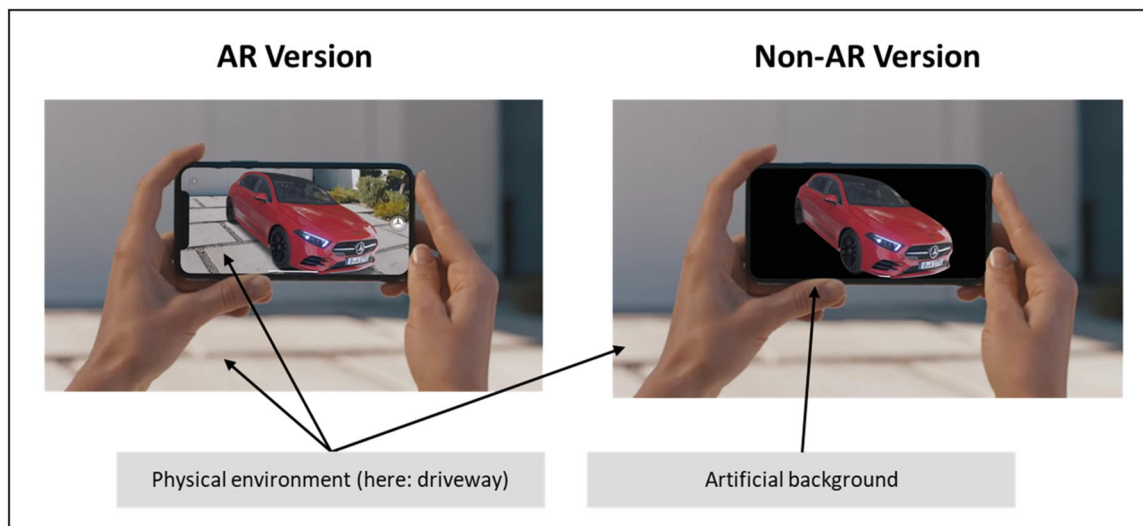 AR Version
Non-AR Version
Physical environment (here: driveway)
Artificial background